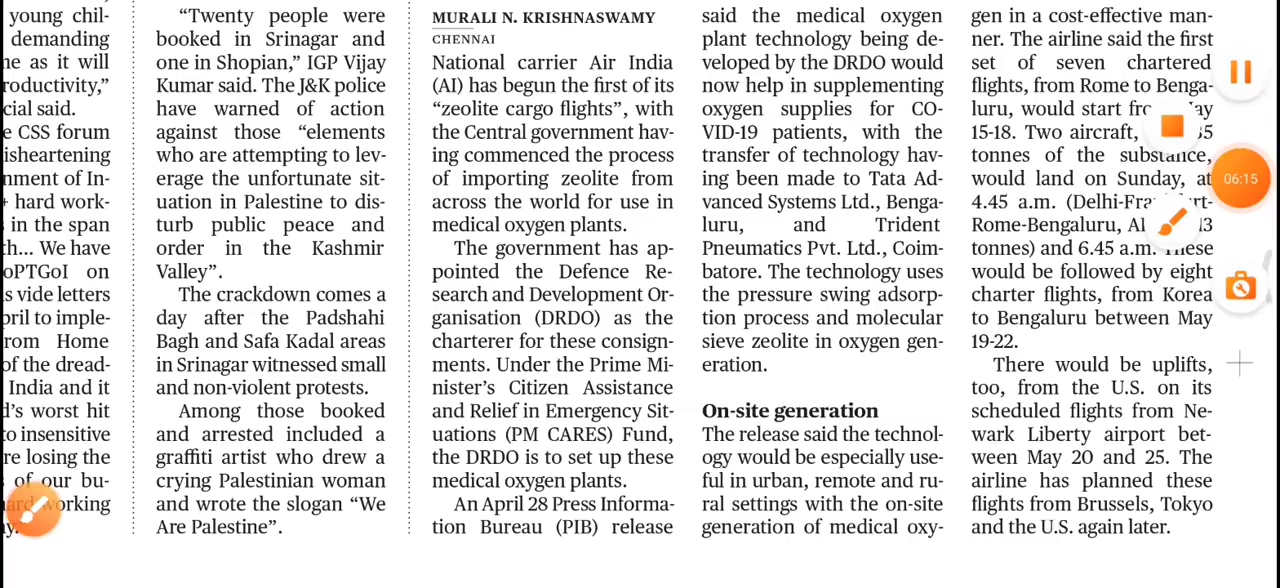 young chil-
demanding
as it will
cial said.
CSS forum
of In-
hard work-
in the span
We have
oPTGoI on
vide letters
to imple-
Home
of the dread-
India and it
worst hit
to insensitive
losing the
of our bu-
working
“Twenty people were
booked in Srinagar and
one in Shopian,” IGP Vijay
Kumar said. The J&K police
have warned of action
against those “elements
who are attempting to lev-
erage the unfortunate sit-
uation in Palestine to dis-
turb public peace and
order in the Kashmir
Valley”.
The crackdown comes a
day after the Padshahi
Bagh and Safa Kadal areas
in Srinagar witnessed small
and non-violent protests.
Among those booked
and arrested included a
graffiti artist who drew a
crying Palestinian woman
and wrote the slogan “We
Are Palestine”.
MURALI N. KRISHNASWAMY
CHENNAI
National carrier Air India
(AI) has begun the first of its
“zeolite cargo flights”, with
the Central government hav-
ing commenced the process
of importing zeolite from
across the world for use in
medical oxygen plants.
The government has ap-
pointed the Defence Re-
search and Development Or-
ganisation (DRDO) as the
charterer for these consign-
ments. Under the Prime Mi-
nister’s Citizen Assistance
and Relief in Emergency Sit-
uations (PM CARES) Fund,
the DRDO is to set up these
medical oxygen plants.
An April 28 Press Informa-
tion Bureau (PIB) release
said the medical oxygen
plant technology being de-
veloped by the DRDO would
now help in supplementing
oxygen supplies for CO-
VID-19 patients, with the
transfer of technology hav-
ing been made to Tata Ad-
vanced Systems Ltd., Benga-
luru, and Trident
Pneumatics Pvt. Ltd., Coim-
batore. The technology uses
the pressure swing adsorp-
tion process and molecular
sieve zeolite in oxygen gen-
eration.
On-site generation
The release said the technol-
ogy would be especially use-
ful in urban, remote and ru-
ral settings with the on-site
generation of medical oxy-
gen in a cost-effective man-
ner. The airline said the first
set of seven chartered
flights, from Rome to Benga-
luru, would start
15-18. Two aircraft,
tonnes of the substance,
would land on Sunday, at
4.45 a.m.
Rome-Bengaluru,
tonnes) and 6.45 a.m. These
would be followed by eight
charter flights, from Korea
to Bengaluru between May
19-22.
There would be uplifts,
too, from the U.S. on its
scheduled flights from Ne-
wark Liberty airport bet-
ween May 20 and 25. The
airline has planned these
flights from Brussels, Tokyo
and the U.S. again later.
06:15